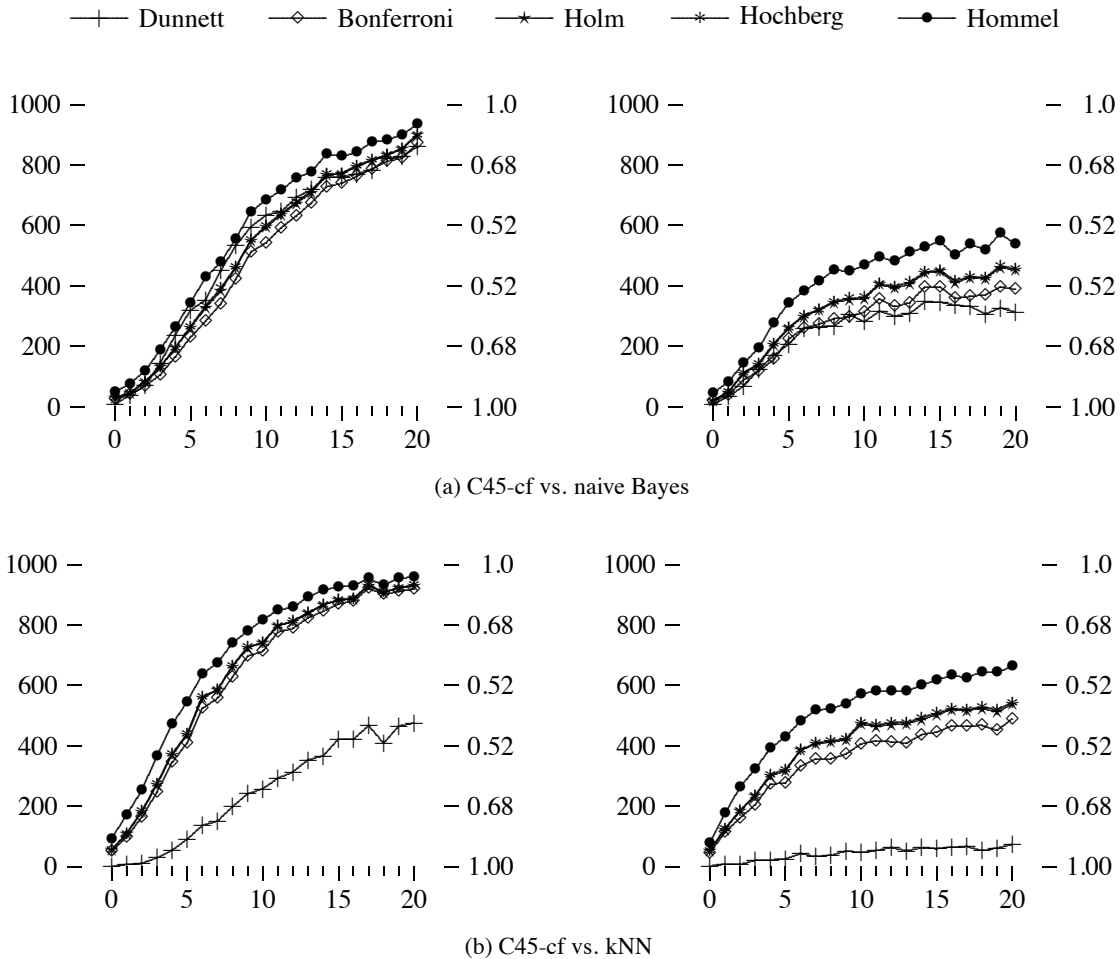 Dunnett Bonferroni Holm Hochberg Hommel
1000 1.0 1000 1.0
800 0.68 800 0.68
600 0.52 600 0.52
400 0.52 400 0.52
200 0.68 200 0.68
0 1.00 0 1.00
0 5 10 15 20 0 5 10 15 20
(a) C45-cf vs. naive Bayes
1000 1.0 1000 1.0
800 0.68 800 0.68
600 0.52 600 0.52
400 0.52 400 0.52
200 0.68 200 0.68
0 1.00 0 1.00
0 5 10 15 20 0 5 10 15 20
(b) C45-cf vs. kNN